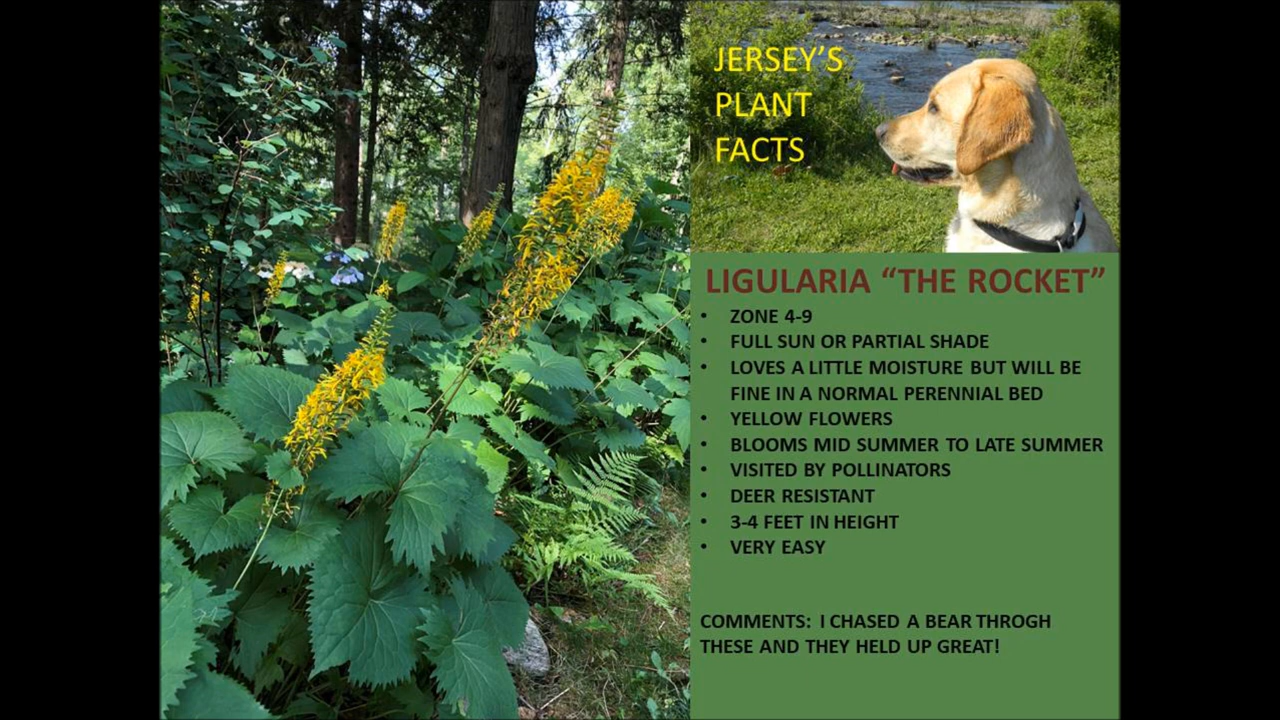 JERSEY'S
PLANT
FACTS
LIGULARIA “THE ROCKET”
• ZONE 4-9
• FULL SUN OR PARTIAL SHADE
• LOVES A LITTLE MOISTURE BUT WILL BE
FINE IN A NORMAL PERENNIAL BED
• YELLOW FLOWERS
• BLOOMS MID SUMMER TO LATE SUMMER
• VISITED BY POLLINATORS
• DEER RESISTANT
• 3-4 FEET IN HEIGHT
• VERY EASY
COMMENTS: I CHASED A BEAR THROGH
THESE AND THEY HELD UP GREAT!